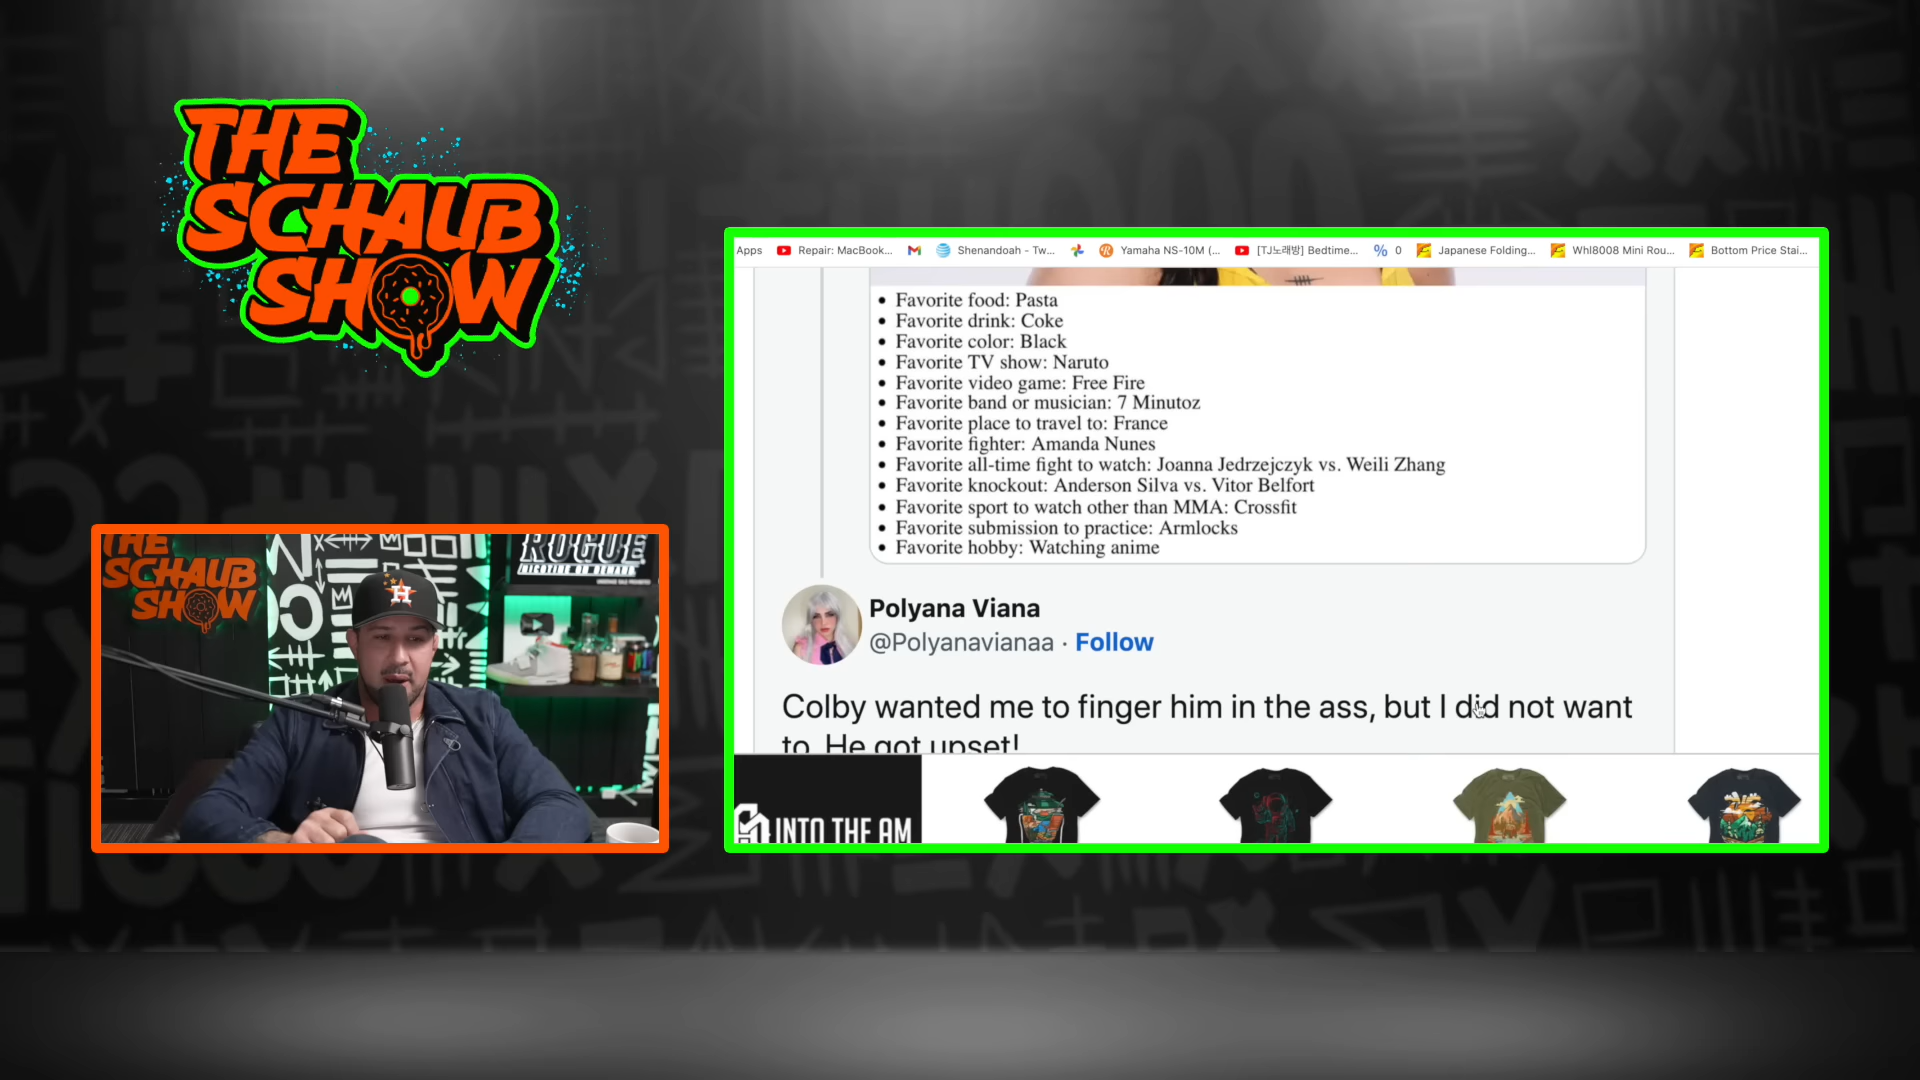 THE
SCHAUB
SHOW
Apps Repair: MacBook... Shenandoah - Tw... Yamaha NS-10M (... [TJ노래방] Bedtime... % 0 Japanese Folding... Whl8008 Mini Rou... Bottom Price Stai...
Favorite food: Pasta
Favorite drink: Coke
Favorite color: Black
Favorite TV show: Naruto
Favorite video game: Free Fire
Favorite band or musician: 7 Minutoz
Favorite place to travel to: France
Favorite fighter: Amanda Nunes
Favorite all-time fight to watch: Joanna Jedrzejczyk vs. Weili Zhang
Favorite knockout: Anderson Silva vs. Vitor Belfort
Favorite sport to watch other than MMA: Crossfit
Favorite submission to practice: Armlocks
Favorite hobby: Watching anime
Polyana Viana
@Polyanavianaa · Follow
Colby wanted me to finger him in the ass, but I did not want
to. He got upset!
INTO THE AM
THE
SCHAUB
SHOW
ROGUE
H